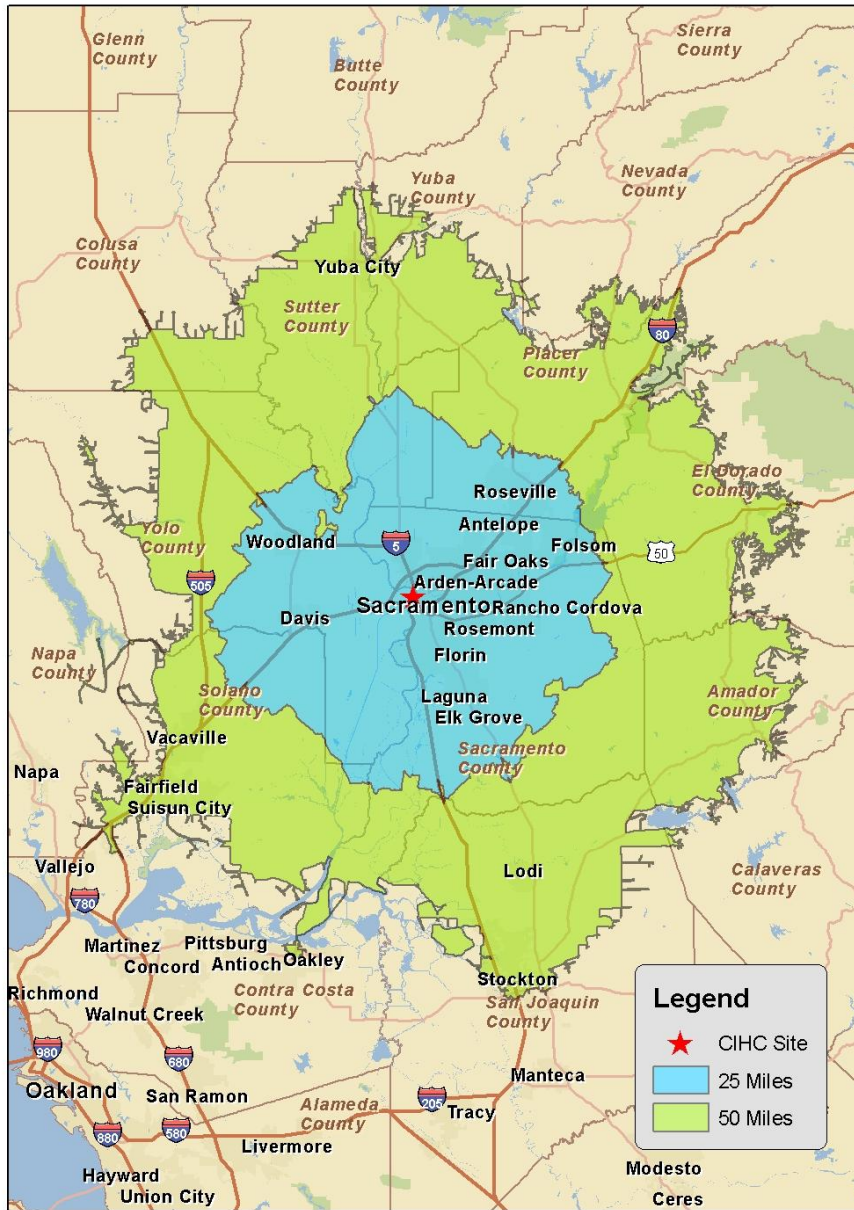 Glenn
County
Butte
County
Sierra
County
Nevada
County
Yuba
County
Colusa
County
Yuba City
Sutter
County
80
Placer
County
El Dorado
County
Roseville
Antelope
Woodland
5
Folsom
50
Yolo
County
Fair Oaks
Arden-Arcade
505
Sacramento
Rancho Cordova
Davis
Rosemont
Florin
Napa
County
Solano
County
Laguna
Elk Grove
Amador
County
Vacaville
Sacramento
County
Napa
Fairfield
Suisun City
Vallejo
Lodi
Calaveras
County
780
Martinez
Concord
Pittsburg
Antioch
Oakley
Stockton
Richmond
Contra Costa
County
San Joaquin
County
Walnut Creek
980
680
Oakland
San Ramon
Manteca
Alameda
County
205
Tracy
880
580
Livermore
Hayward
Union City
Modesto
Ceres
Legend
CIHC Site
25 Miles
50 Miles